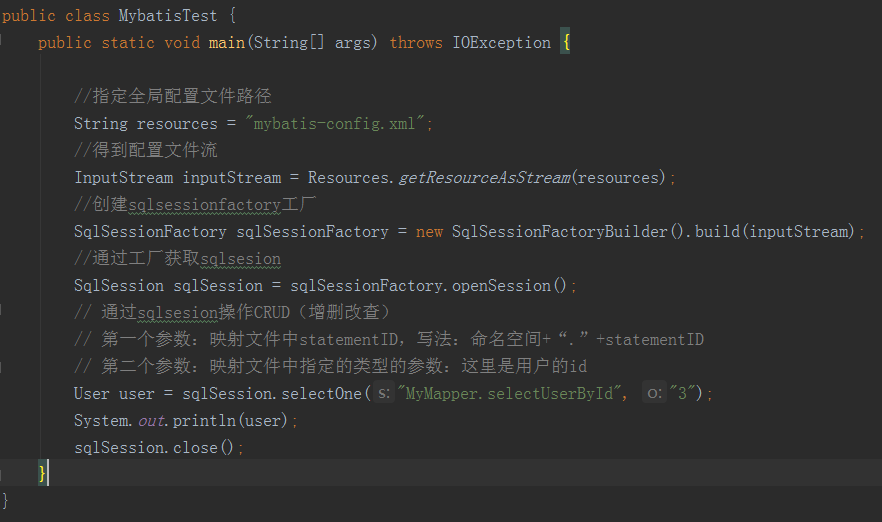 public class MybatisTest {
public static void main(String[] args) throws IOException {
//指定全局配置文件路径
String resources = "mybatis-config.xml";
//得到配置文件流
InputStream inputStream = Resources.getResourceAsStream(resources);
//创建sqlsessionfactory工厂
SqlSessionFactory sqlSessionFactory = new SqlSessionFactoryBuilder().build(inputStream);
//通过工厂获取sqlsesion
SqlSession sqlSession = sqlSessionFactory.openSession();
// 通过sqlsesion操作CRUD（增删改查）
// 第一个参数：映射文件中statementID，写法：命名空间+“.”+statementID
// 第二个参数：映射文件中指定的类型的参数：这里是用户的id
User user = sqlSession.selectOne( s: "MyMapper.selectUserById", o: "3");
System.out.println(user);
sqlSession.close();
}
}